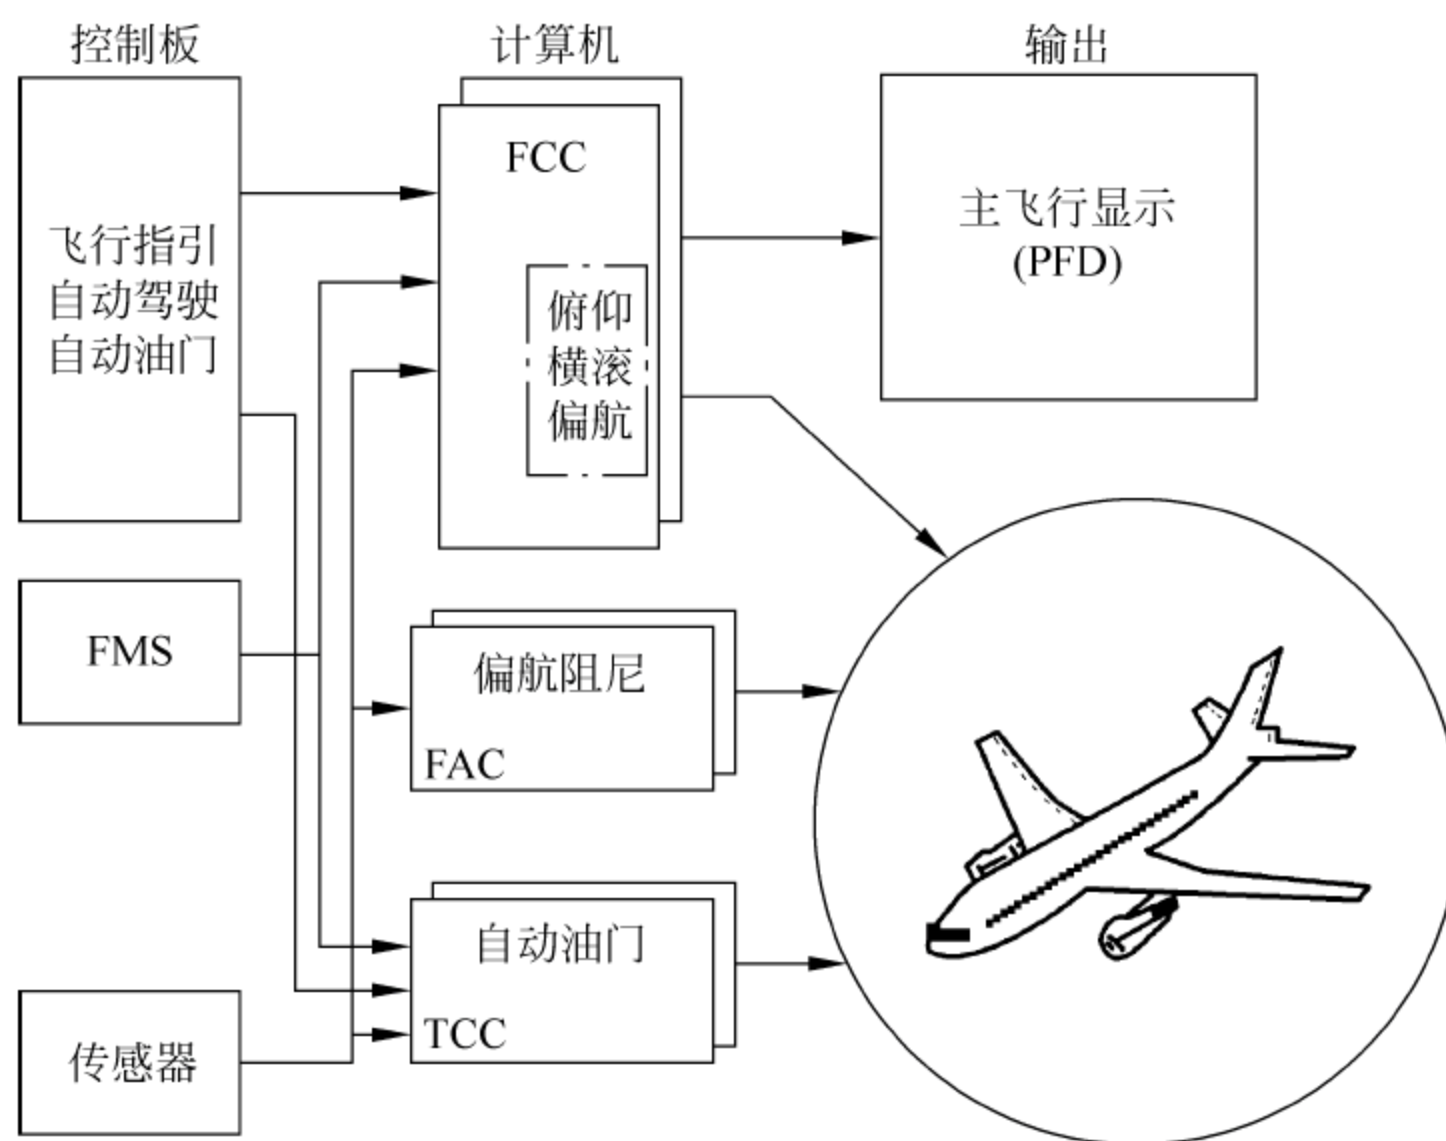 控制板
计算机
输出
飞行指引
自动驾驶
自动油门
FCC
俯仰
横滚
偏航
主飞行显示
(PFD)
FMS
偏航阻尼
FAC
自动油门
TCC
传感器